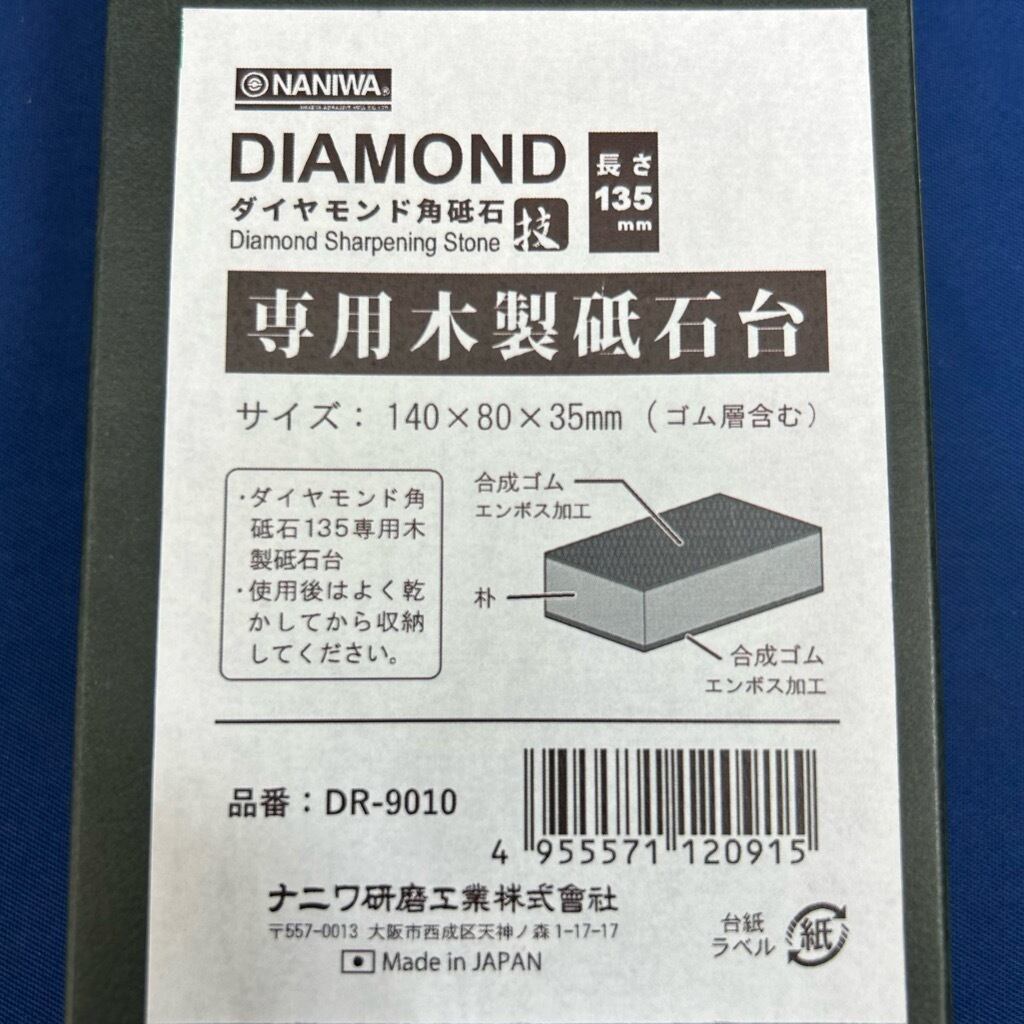 NANIWA®
DIAMOND
ダイヤモンド角砥石
Diamond Sharpening Stone
技
長さ
135
mm
専用木製砥石台
サイズ：140×80×35mm（ゴム層含む）
・ダイヤモンド角
砥石135専用木
製砥石台
・使用後はよく乾
かしてから収納
してください。
合成ゴム
エンボス加工
朴
合成ゴム
エンボス加工
品番：DR-9010
4 955571 120915
ナニワ研磨工業株式會社
〒557-0013 大阪市西成区天神ノ森1-17-17
Made in JAPAN
台紙
ラベル
紙